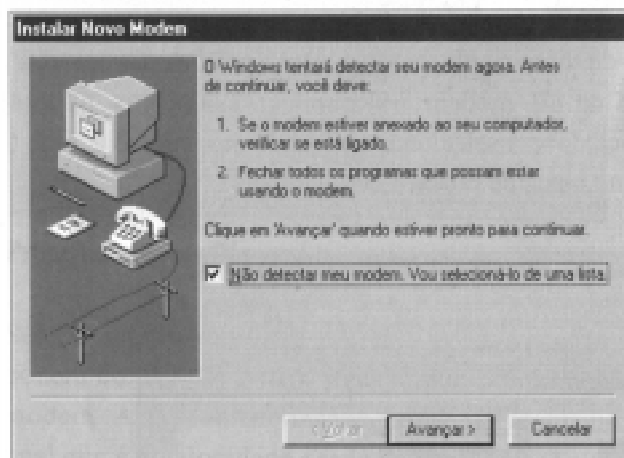 Instalar Novo Modem
O Windows tentará detectar seu modem agora. Antes
de continuar, você deve:
1. Se o modem estiver anexado ao seu computador,
verificar se está ligado.
2. Fechar todos os programas que possam estar
usando o modem.
Clique em 'Avançar' quando estiver pronto para continuar.
Não detectar meu modem. Vou selecioná-lo de uma lista.
< Voltar
Avançar >
Cancelar